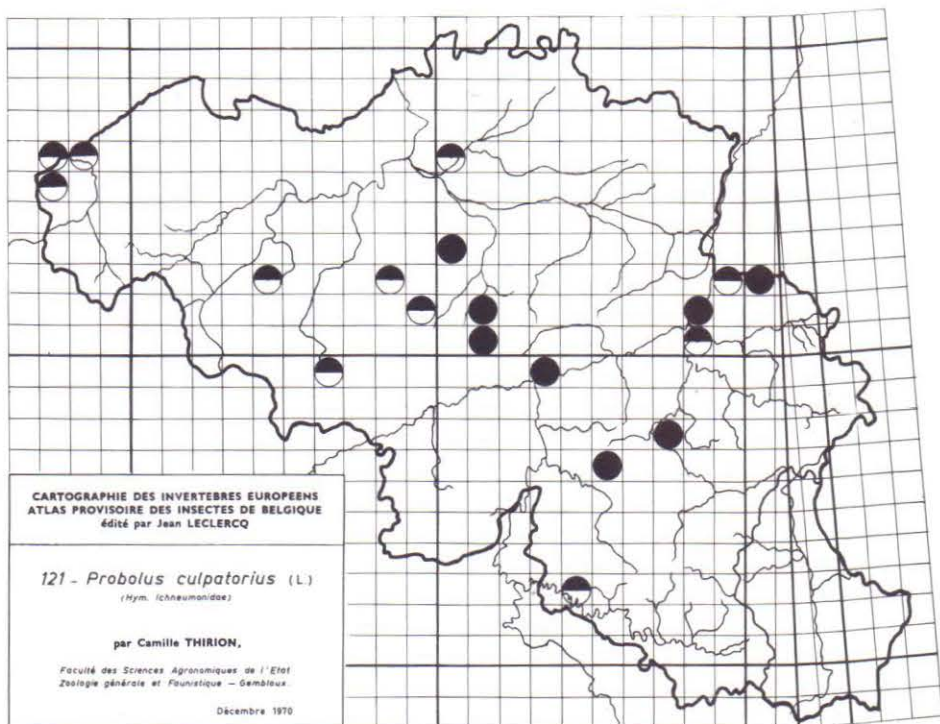 CARTOGRAPHIE DES INVERTEBRES EUROPEENS
ATLAS PROVISOIRE DES INSECTES DE BELGIQUE
édité par Jean LECLERCQ
121 - Probolus culpatorius (L.)
(Hym. Ichneumonidae)
par Camille THIRION,
Faculté des Sciences Agronomiques de l'Etat
Zoologie générale et Faunistique - Gembloux.
Décembre 1970